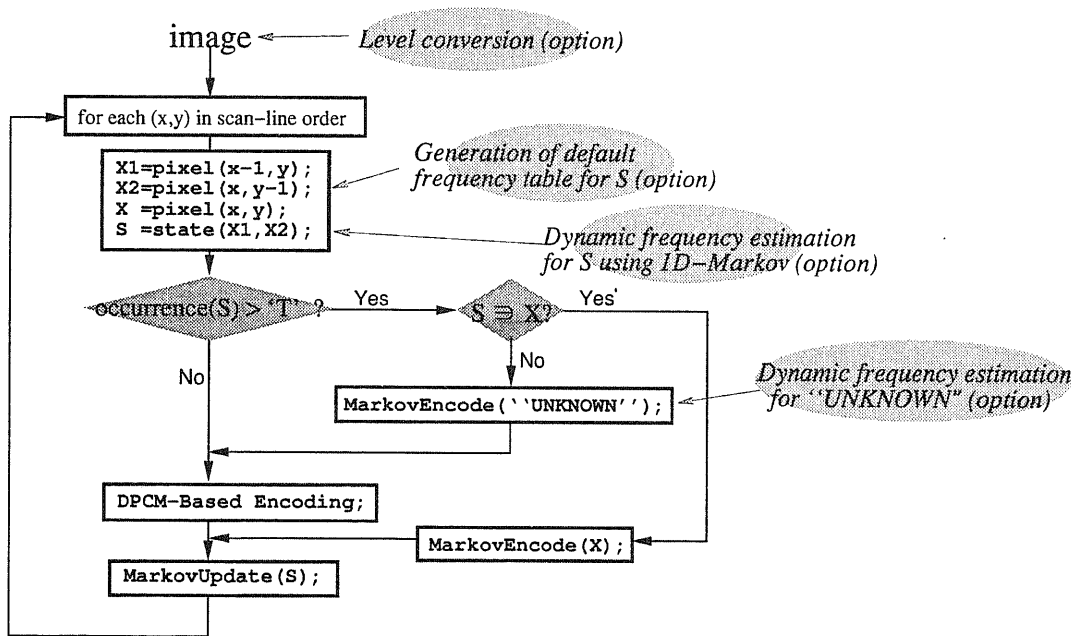 image
Level conversion (option)
for each (x,y) in scan-line order
X1=pixel(x-1,y);
X2=pixel(x,y-1);
X =pixel(x,y);
S =state(X1,X2);
Generation of default
frequency table for S (option)
Dynamic frequency estimation
for S using 1D-Markov (option)
occurrence(S) > 'T' ?
Yes
S ∋ X?
Yes'
No
No
MarkovEncode(``UNKNOWN'');
Dynamic frequency estimation
for ``UNKNOWN" (option)
DPCM-Based Encoding;
MarkovEncode(X);
MarkovUpdate(S);